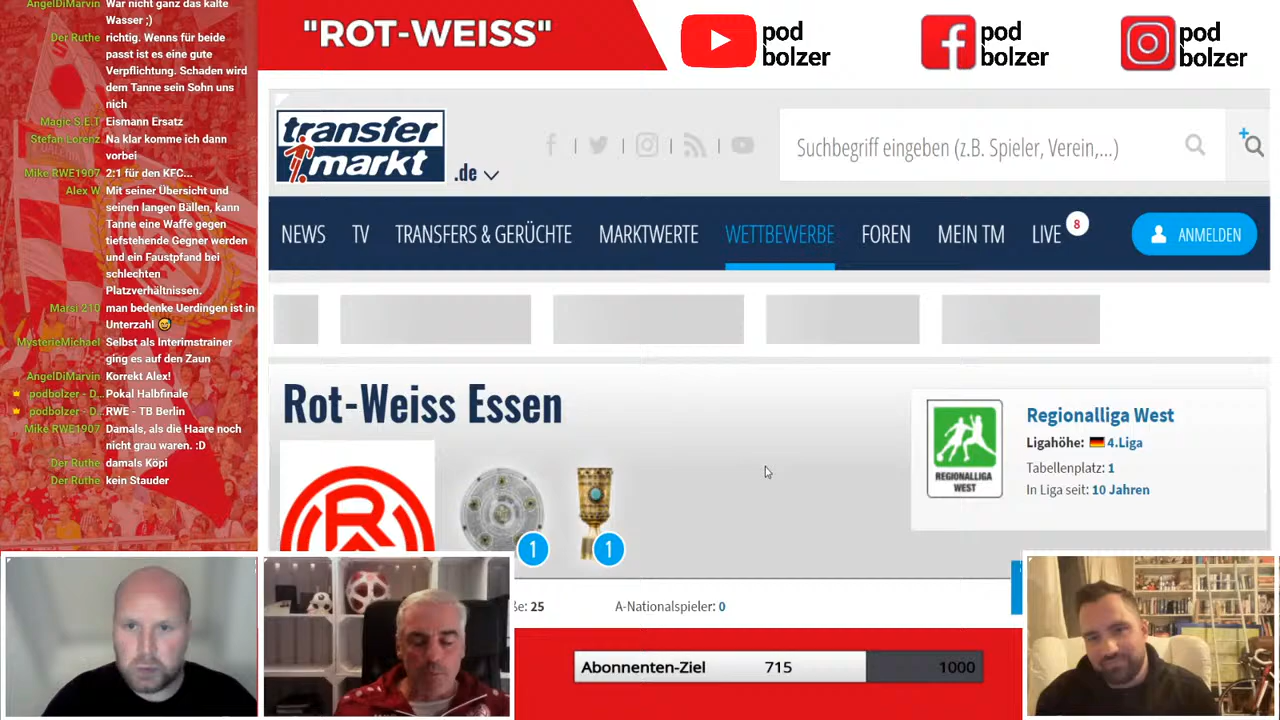 AngelDiMarvin War nicht ganz das kalte
Wasser ;)
Der Ruthe richtig. Wenns für beide
passt ist es eine gute
Verpflichtung. Schaden wird
dem Tanne sein Sohn uns
nich
Magic S.E.T Eismann Ersatz
Stefan Lorenz Na klar komme ich dann
vorbei
Mike RWE1907 2:1 für den KFC...
Alex W Mit seiner Übersicht und
seinen langen Bällen, kann
Tanne eine Waffe gegen
tiefstehende Gegner werden
und ein Faustpfand bei
schlechten
Platzverhältnissen.
Marsi 210 man bedenke Uerdingen ist in
Unterzahl 😅
MysterieMichael Selbst als Interimstrainer
ging es auf den Zaun
AngelDiMarvin Korrekt Alex!
podbolzer - D... Pokal Halbfinale
podbolzer - D... RWE - TB Berlin
Mike RWE1907 Damals, als die Haare noch
nicht grau waren. :D
Der Ruthe damals Köpi
Der Ruthe kein Stauder
"ROT-WEISS"
pod
bolzer
pod
bolzer
pod
bolzer
transfer
markt
.de
Suchbegriff eingeben (z.B. Spieler, Verein,...)
NEWS TV TRANSFERS & GERÜCHTE MARKTWERTE WETTBEWERBE FOREN MEIN TM LIVE 8 ANMELDEN
Rot-Weiss Essen
1 1
REGIONALLIGA
WEST
Regionalliga West
Ligahöhe: 4.Liga
Tabellenplatz: 1
In Liga seit: 10 Jahren
ße: 25 A-Nationalspieler: 0
Abonnenten-Ziel 715 1000